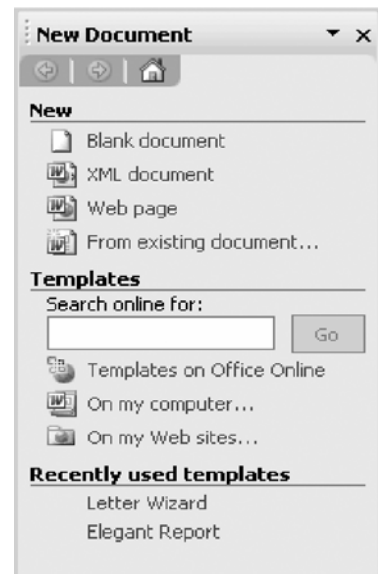 New Document
New
Blank document
XML document
Web page
From existing document...
Templates
Search online for:
Go
Templates on Office Online
On my computer...
On my Web sites...
Recently used templates
Letter Wizard
Elegant Report